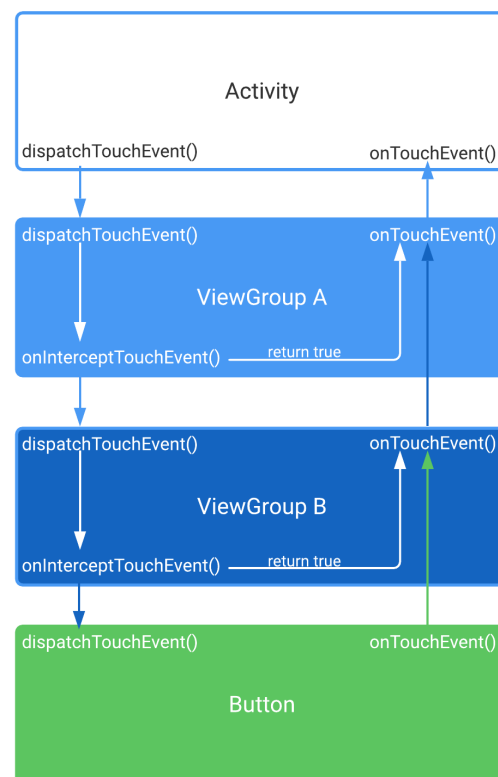 Activity
dispatchTouchEvent() onTouchEvent()
dispatchTouchEvent() onTouchEvent()
ViewGroup A
onInterceptTouchEvent() return true
dispatchTouchEvent() onTouchEvent()
ViewGroup B
onInterceptTouchEvent() return true
dispatchTouchEvent() onTouchEvent()
Button